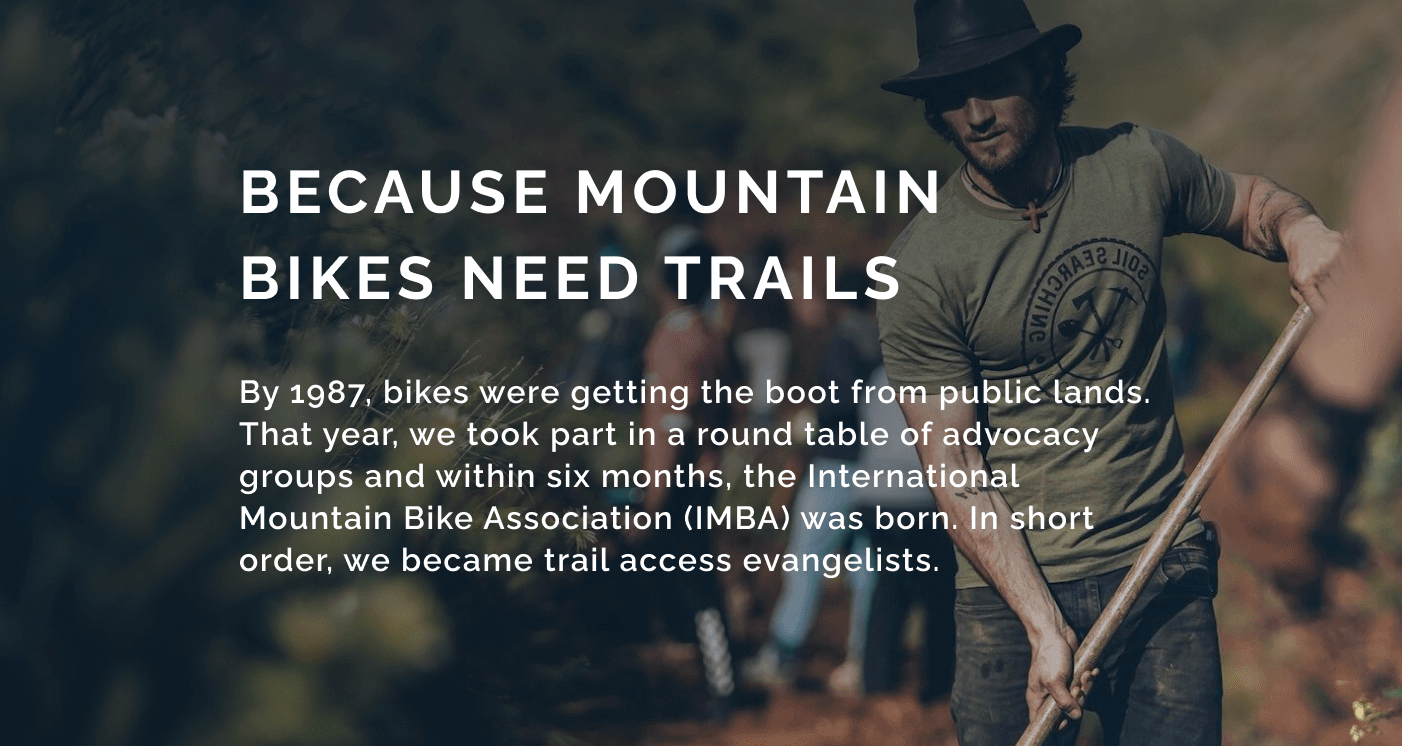 BECAUSE MOUNTAIN
BIKES NEED TRAILS
By 1987, bikes were getting the boot from public lands.
That year, we took part in a round table of advocacy
groups and within six months, the International
Mountain Bike Association (IMBA) was born. In short
order, we became trail access evangelists.
SOIL SEARCHING